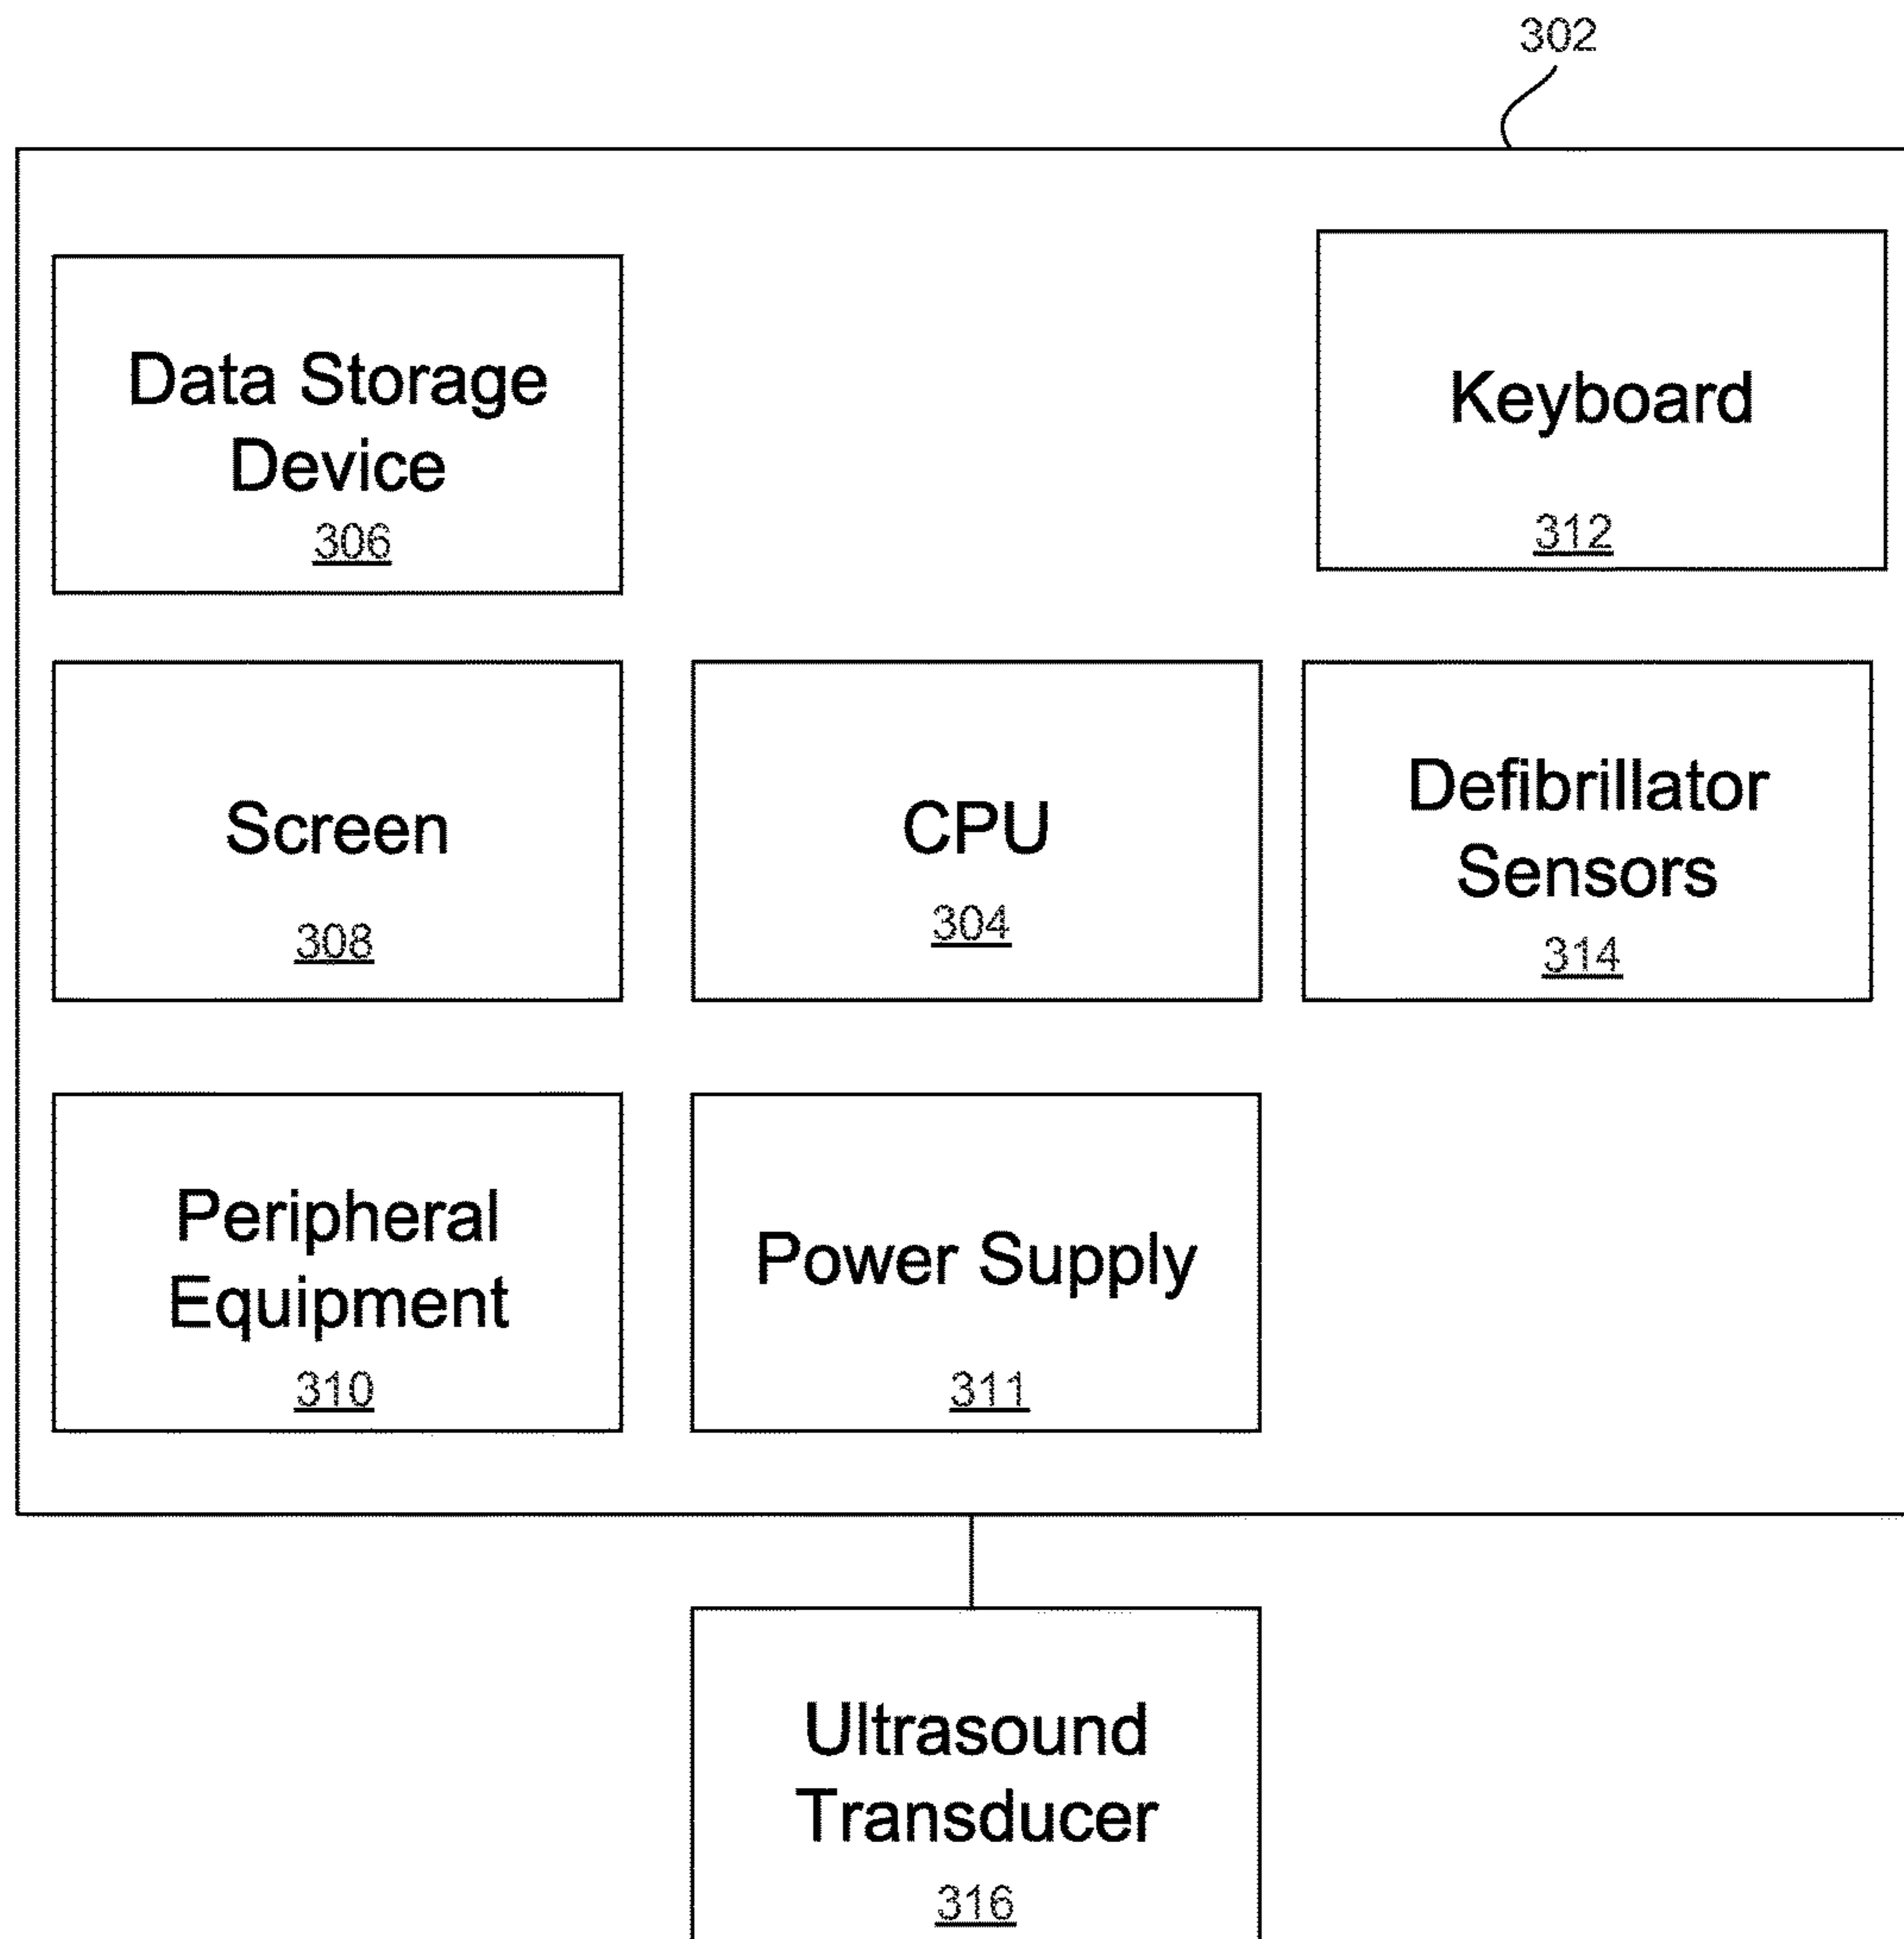 302
Data Storage
Device
306
Keyboard
312
Screen
308
CPU
304
Defibrillator
Sensors
314
Peripheral
Equipment
310
Power Supply
311
Ultrasound
Transducer
316